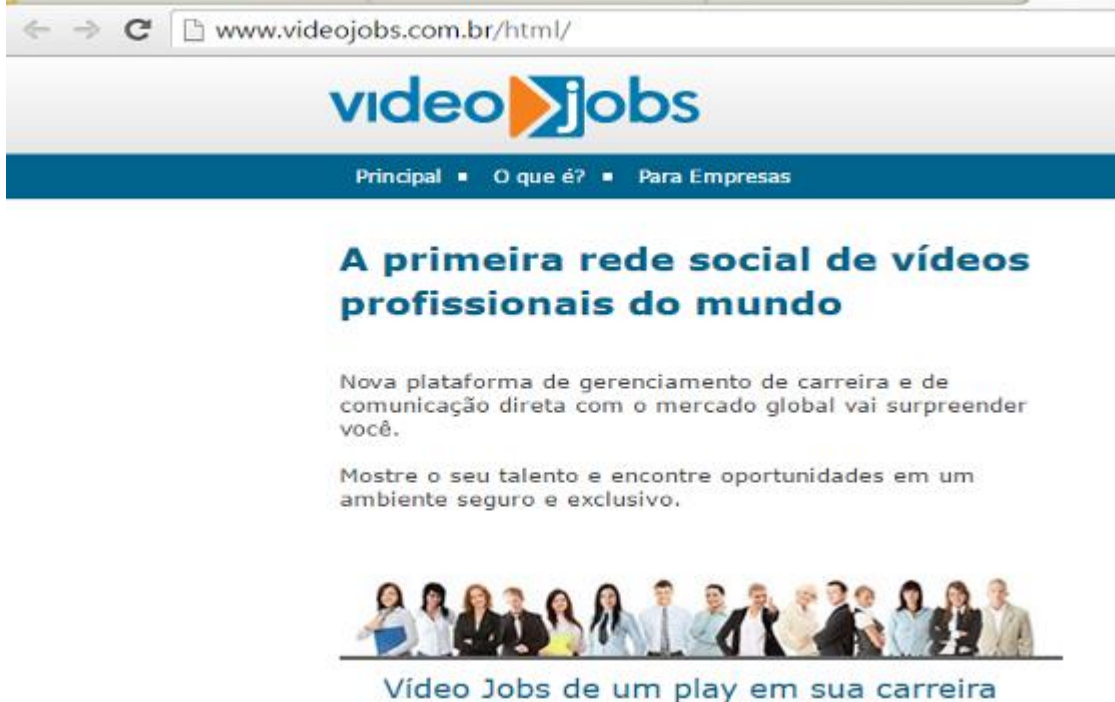 www.videojobs.com.br/html/
video jobs
Principal ▪ O que é? ▪ Para Empresas
A primeira rede social de vídeos
profissionais do mundo
Nova plataforma de gerenciamento de carreira e de
comunicação direta com o mercado global vai surpreender
você.
Mostre o seu talento e encontre oportunidades em um
ambiente seguro e exclusivo.
Vídeo Jobs de um play em sua carreira